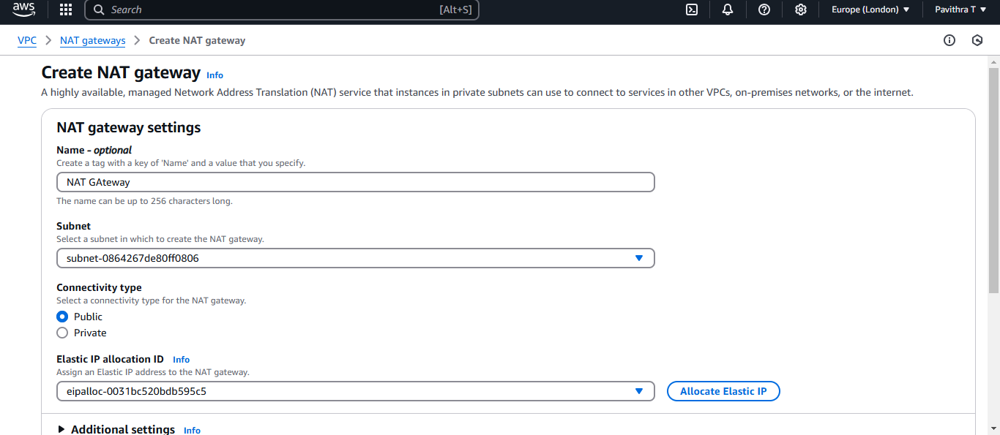 aws
Search [Alt+S] Europe (London) Pavithra T
VPC NAT gateways Create NAT gateway
Create NAT gateway Info
A highly available, managed Network Address Translation (NAT) service that instances in private subnets can use to connect to services in other VPCs, on-premises networks, or the internet.
NAT gateway settings
Name - optional
Create a tag with a key of 'Name' and a value that you specify.
NAT GAteway
The name can be up to 256 characters long.
Subnet
Select a subnet in which to create the NAT gateway.
subnet-0864267de80ff0806
Connectivity type
Select a connectivity type for the NAT gateway.
Public
Private
Elastic IP allocation ID Info
Assign an Elastic IP address to the NAT gateway.
eipalloc-0031bc520bdb595c5 Allocate Elastic IP
Additional settings Info